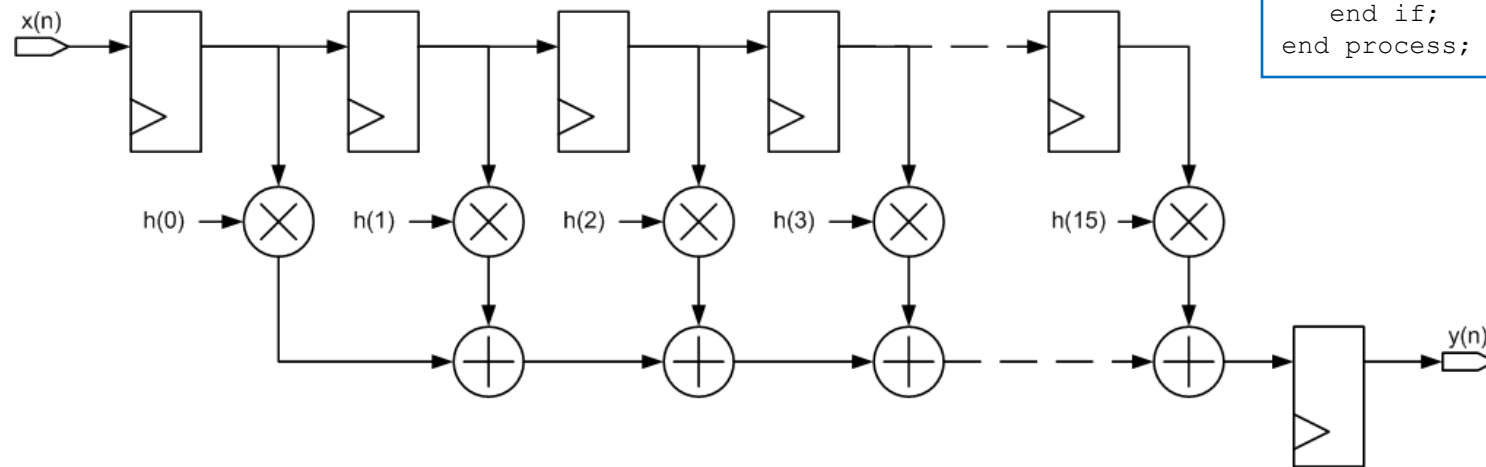 end if;
end process;
x(n)
h(0)
h(1)
h(2)
h(3)
h(15)
y(n)